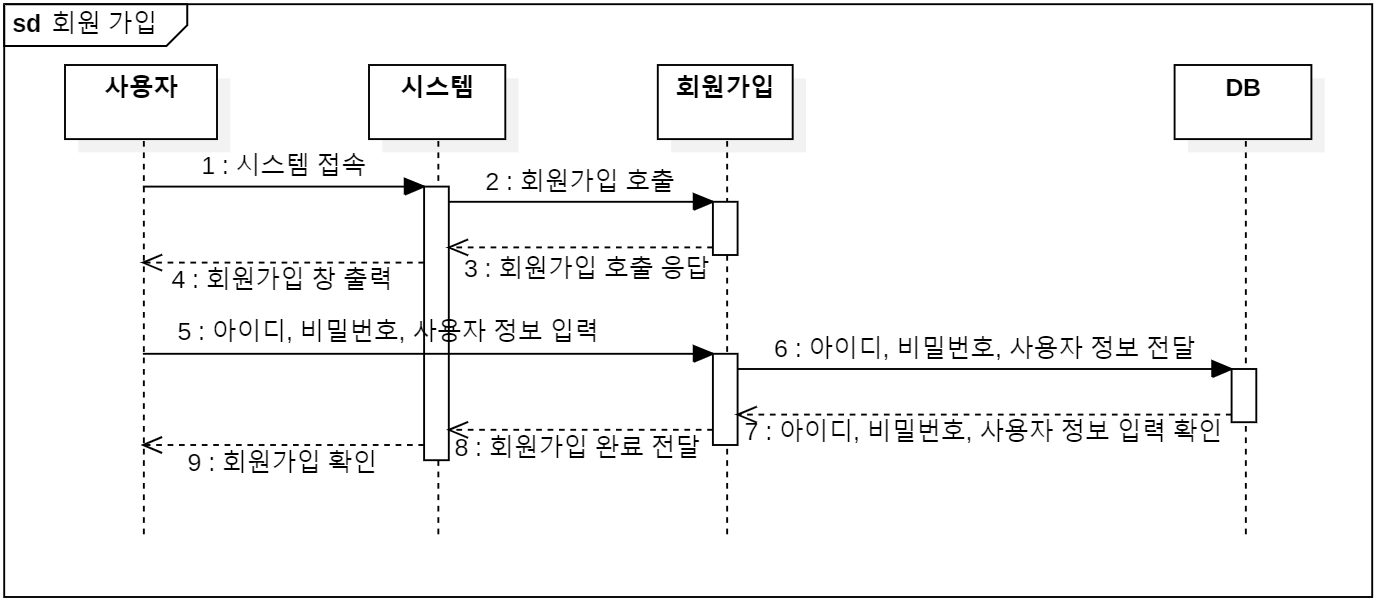 sd 회원 가입
사용자
시스템
회원가입
DB
1 : 시스템 접속
2 : 회원가입 호출
3 : 회원가입 호출 응답
4 : 회원가입 창 출력
5 : 아이디, 비밀번호, 사용자 정보 입력
6 : 아이디, 비밀번호, 사용자 정보 전달
7 : 아이디, 비밀번호, 사용자 정보 입력 확인
8 : 회원가입 완료 전달
9 : 회원가입 확인